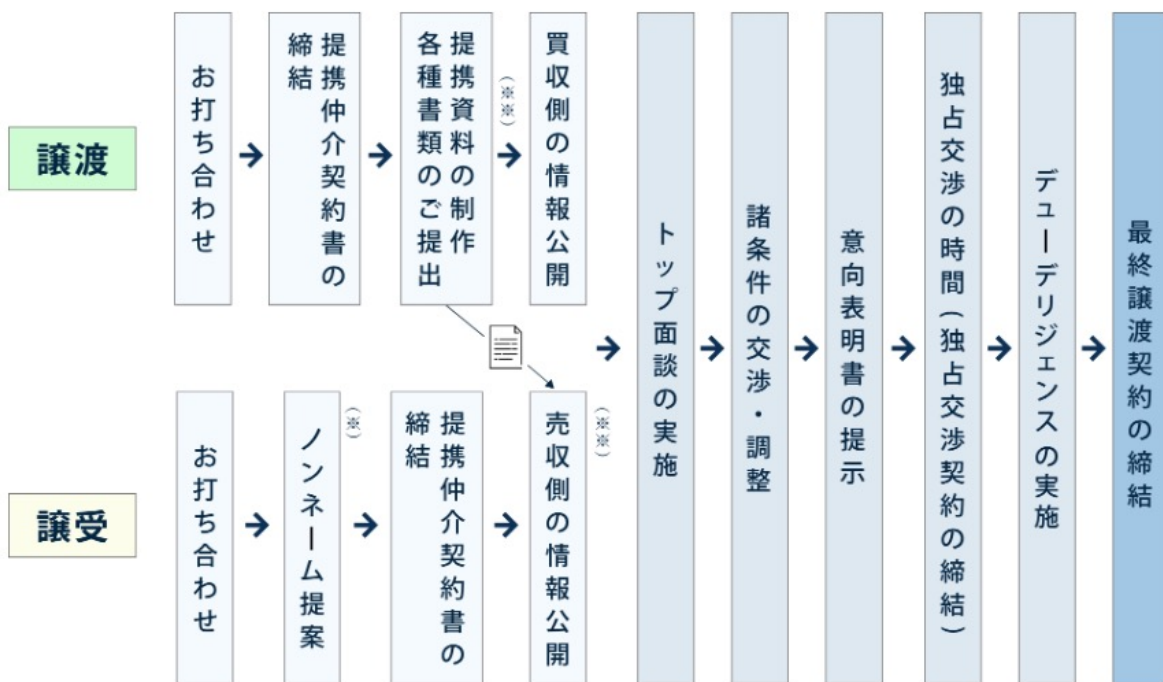 譲渡
お打ち合わせ
提携仲介契約書の
締結
提携資料の制作
各種書類のご提出
(※※)
買収側の情報公開
譲受
お打ち合わせ
ノンネーム提案
(※)
提携仲介契約書の
締結
売収側の情報公開
(※※)
トップ面談の実施
諸条件の交渉・調整
意向表明書の提示
独占交渉の時間(独占交渉契約の締結)
デューデリジェンスの実施
最終譲渡契約の締結